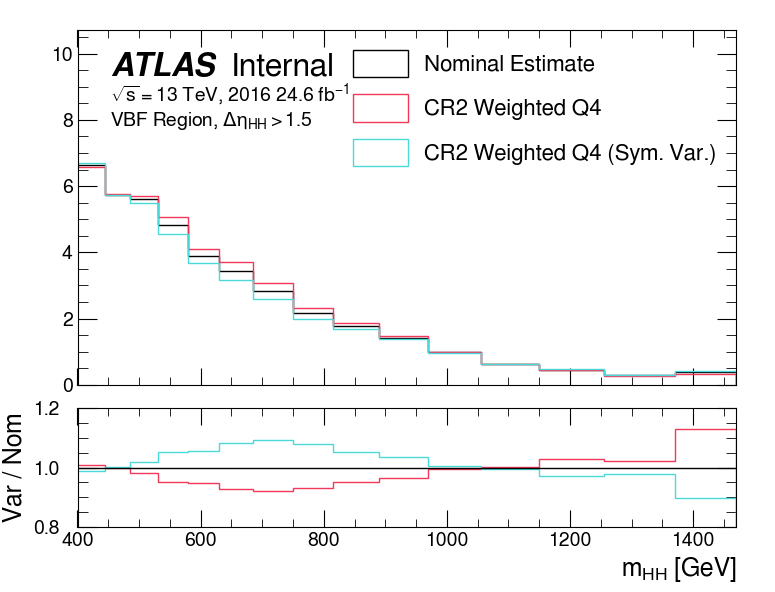 ATLAS Internal
√s = 13 TeV, 2016 24.6 fb⁻¹
VBF Region, Δη_HH > 1.5
Nominal Estimate
CR2 Weighted Q4
CR2 Weighted Q4 (Sym. Var.)
10
8
6
4
2
0
Var / Nom
1.2
1.0
0.8
400 600 800 1000 1200 1400
m_HH [GeV]